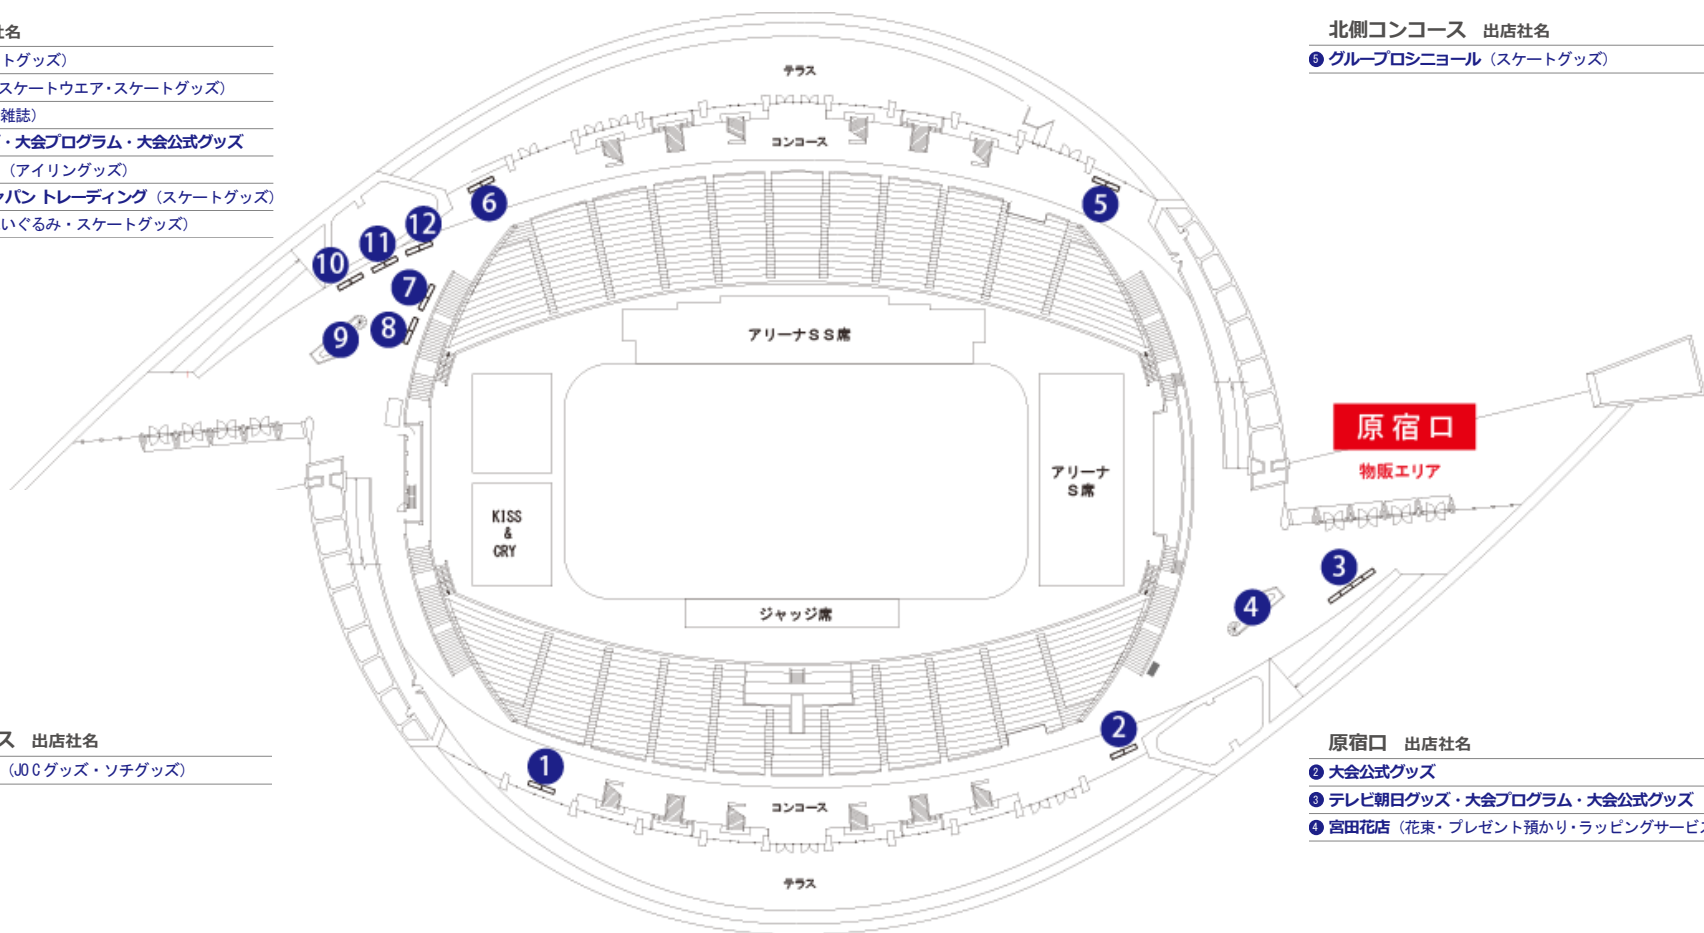 社名
トグッズ）
スケートウエア・スケートグッズ）
雑誌）
・大会プログラム・大会公式グッズ
（アイリングッズ）
パン トレーディング（スケートグッズ）
いぐるみ・スケートグッズ）
北側コンコース 出店社名
5 グループロシニョール（スケートグッズ）
テラス
コンコース
6
5
12
11
10
7
8
9
アリーナＳＳ席
原宿口
物販エリア
アリーナ
Ｓ席
KISS
&
CRY
3
4
ジャッジ席
2
1
コンコース
テラス
ス 出店社名
（JOCグッズ・ソチグッズ）
原宿口 出店社名
2 大会公式グッズ
3 テレビ朝日グッズ・大会プログラム・大会公式グッズ
4 宮田花店（花束・プレゼント預かり・ラッピングサービス